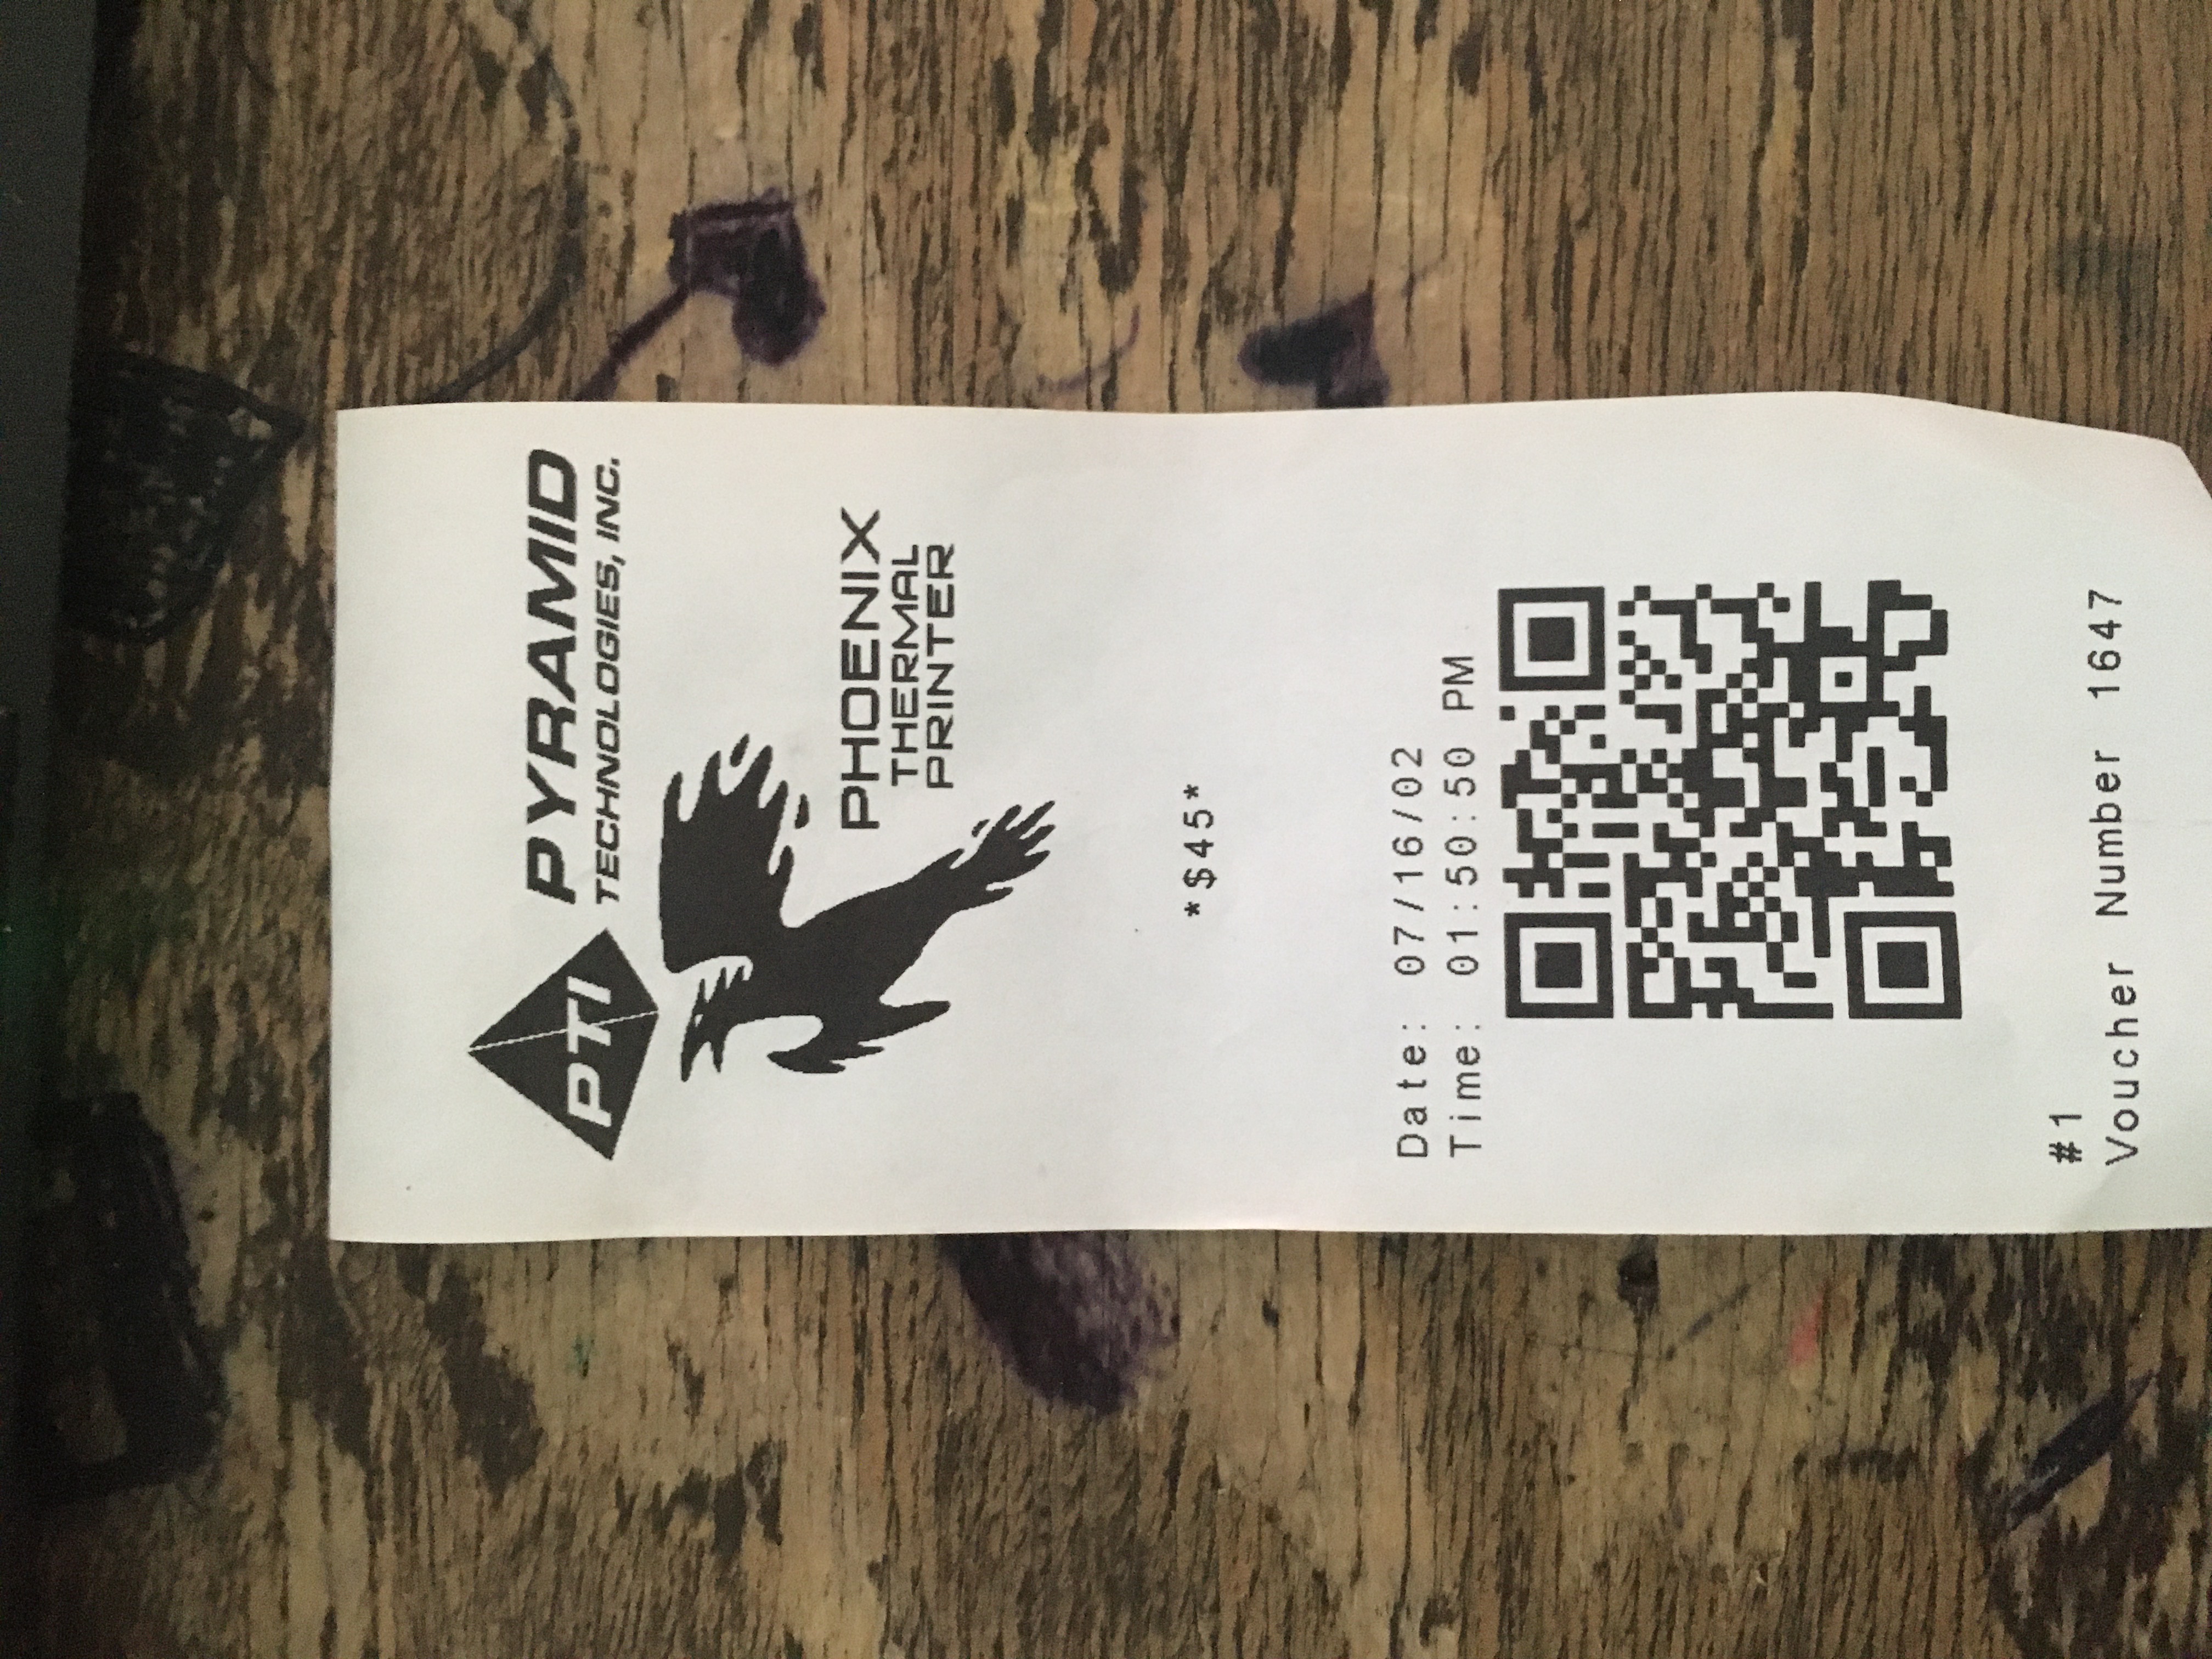 PTI
PYRAMID
TECHNOLOGIES, INC.
PHOENIX
THERMAL
PRINTER
*$45*
Date: 07/16/02
Time: 01:50:50 PM
#1
Voucher Number 1647